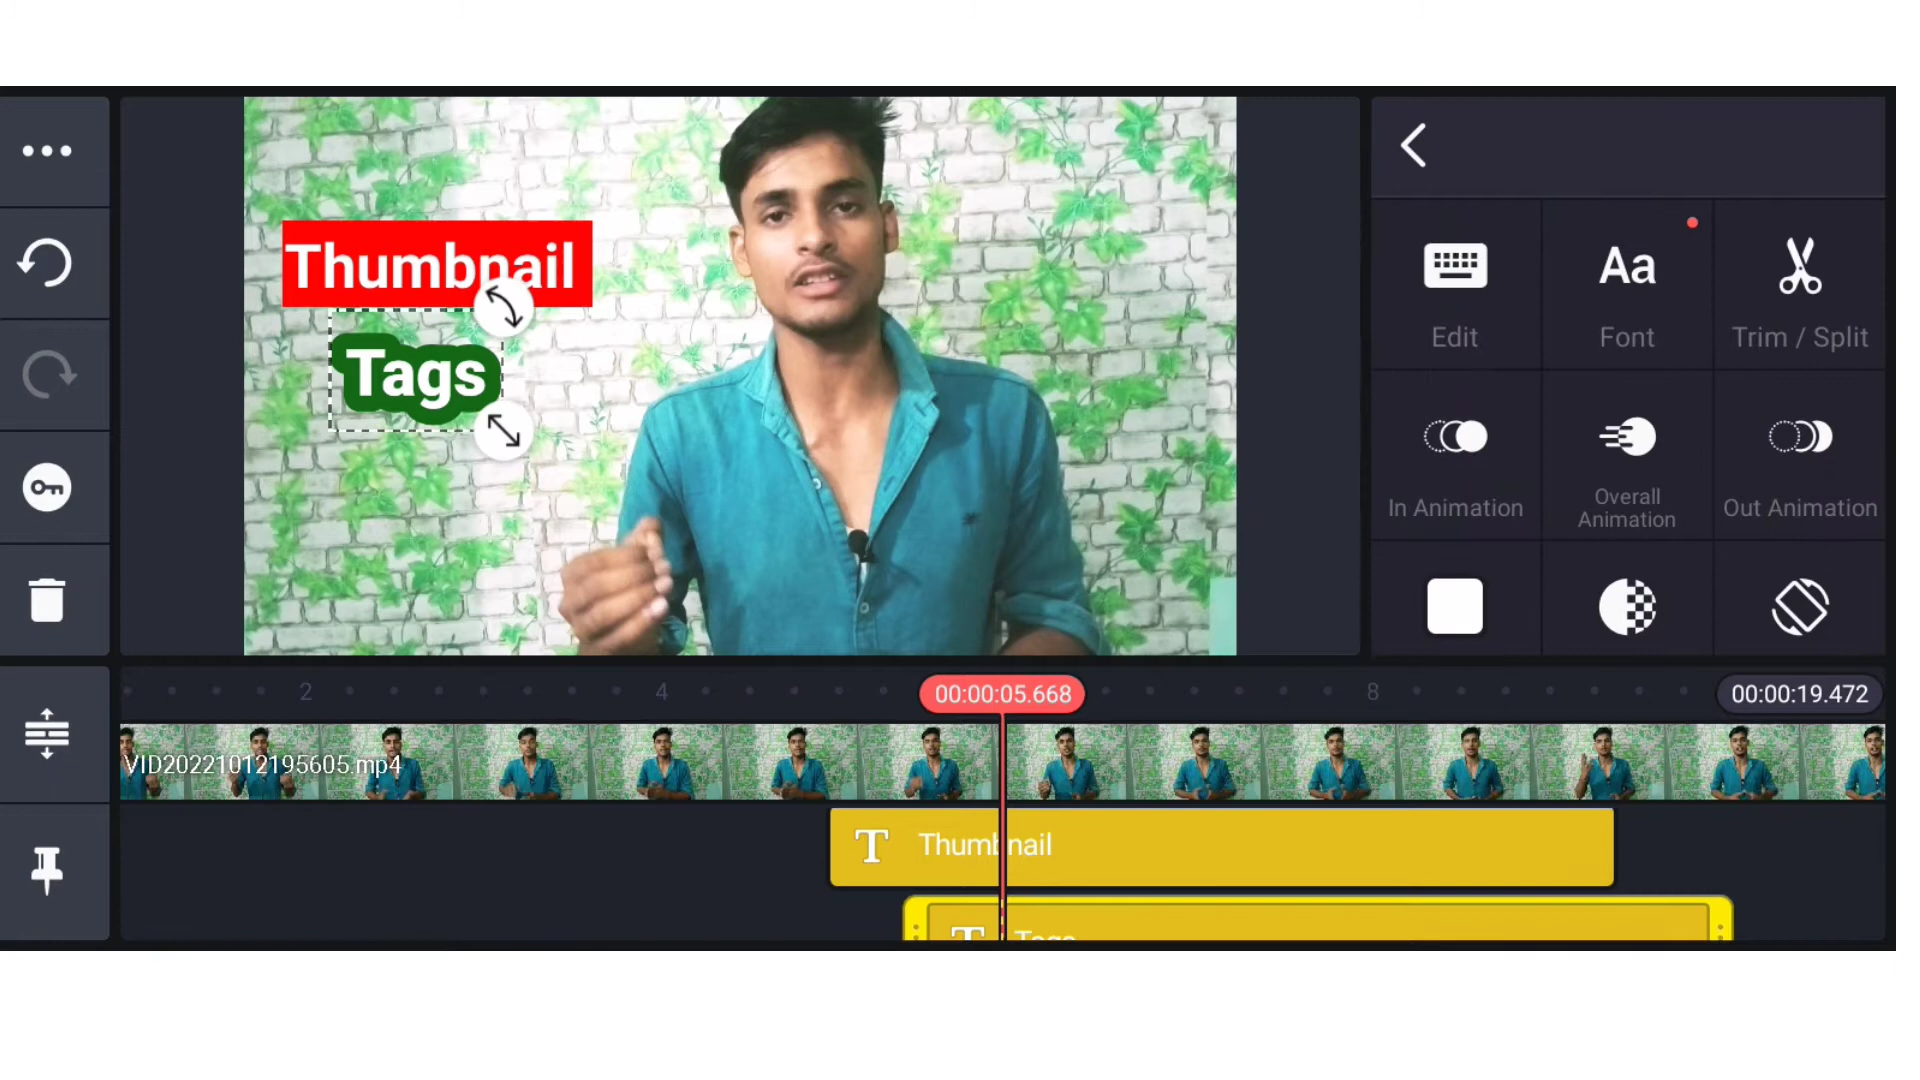 Thumbnail
Tags
Edit
Font
Aa
Trim / Split
In Animation
Overall
Animation
Out Animation
2
4
00:00:05.668
8
00:00:19.472
VID20221012195605.mp4
T Thumbnail
T Tags